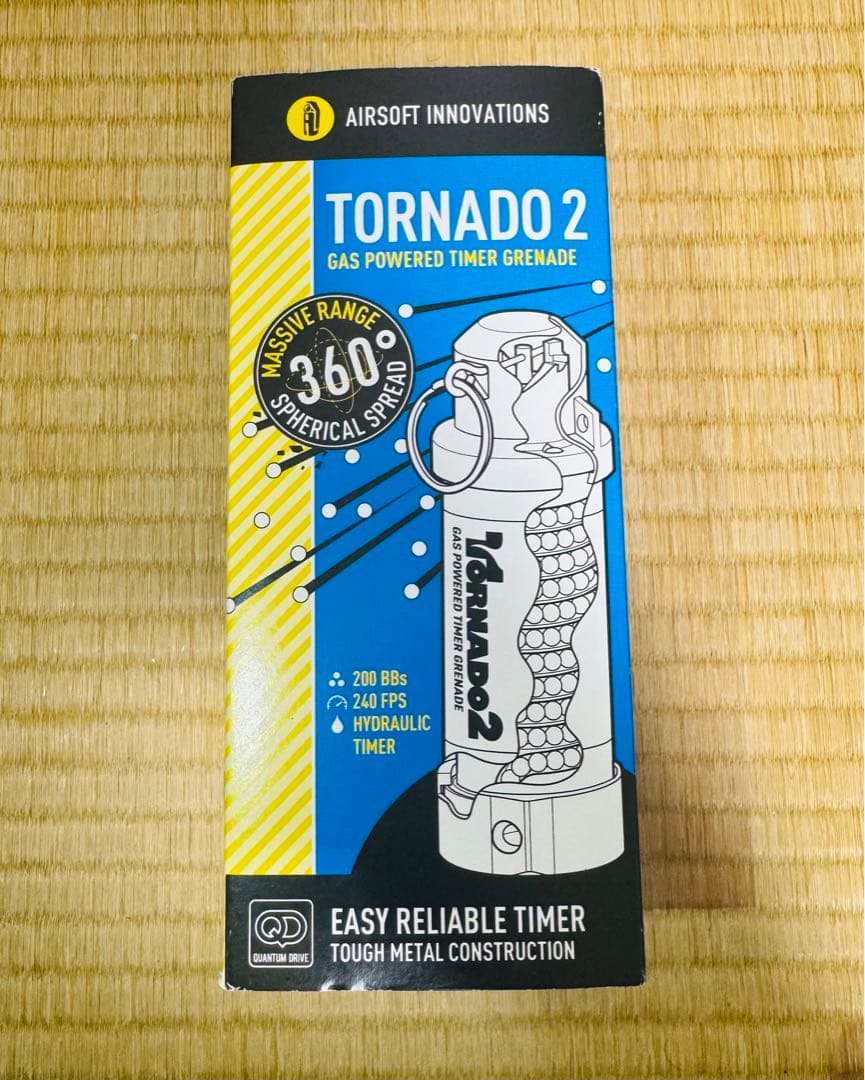 AIRSOFT INNOVATIONS
TORNADO 2
GAS POWERED TIMER GRENADE
MASSIVE RANGE
360°
SPHERICAL SPREAD
TORNADO2
GAS POWERED TIMER GRENADE
200 BBs
240 FPS
HYDRAULIC
TIMER
QD
QUANTUM DRIVE
EASY RELIABLE TIMER
TOUGH METAL CONSTRUCTION